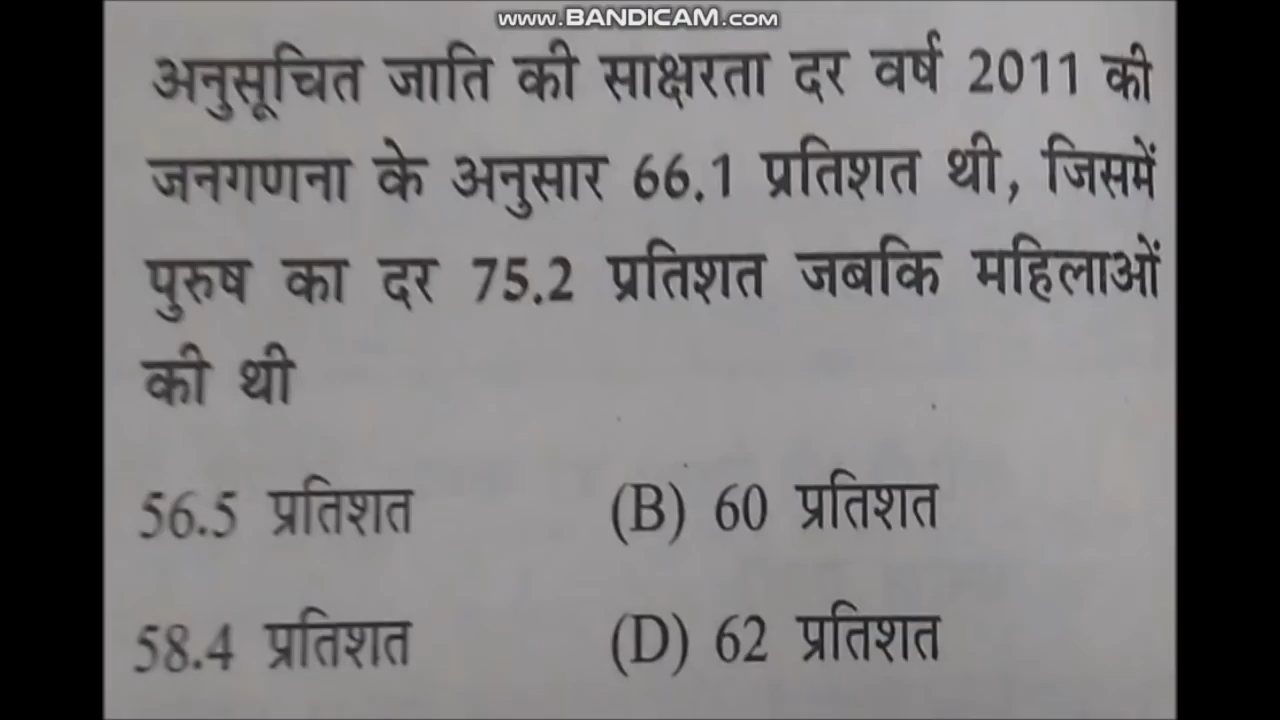 www.BANDICAM.com
अनुसूचित जाति की साक्षरता दर वर्ष 2011 की
जनगणना के अनुसार 66.1 प्रतिशत थी, जिसमें
पुरुष का दर 75.2 प्रतिशत जबकि महिलाओं
की थी
56.5 प्रतिशत (B) 60 प्रतिशत
58.4 प्रतिशत (D) 62 प्रतिशत